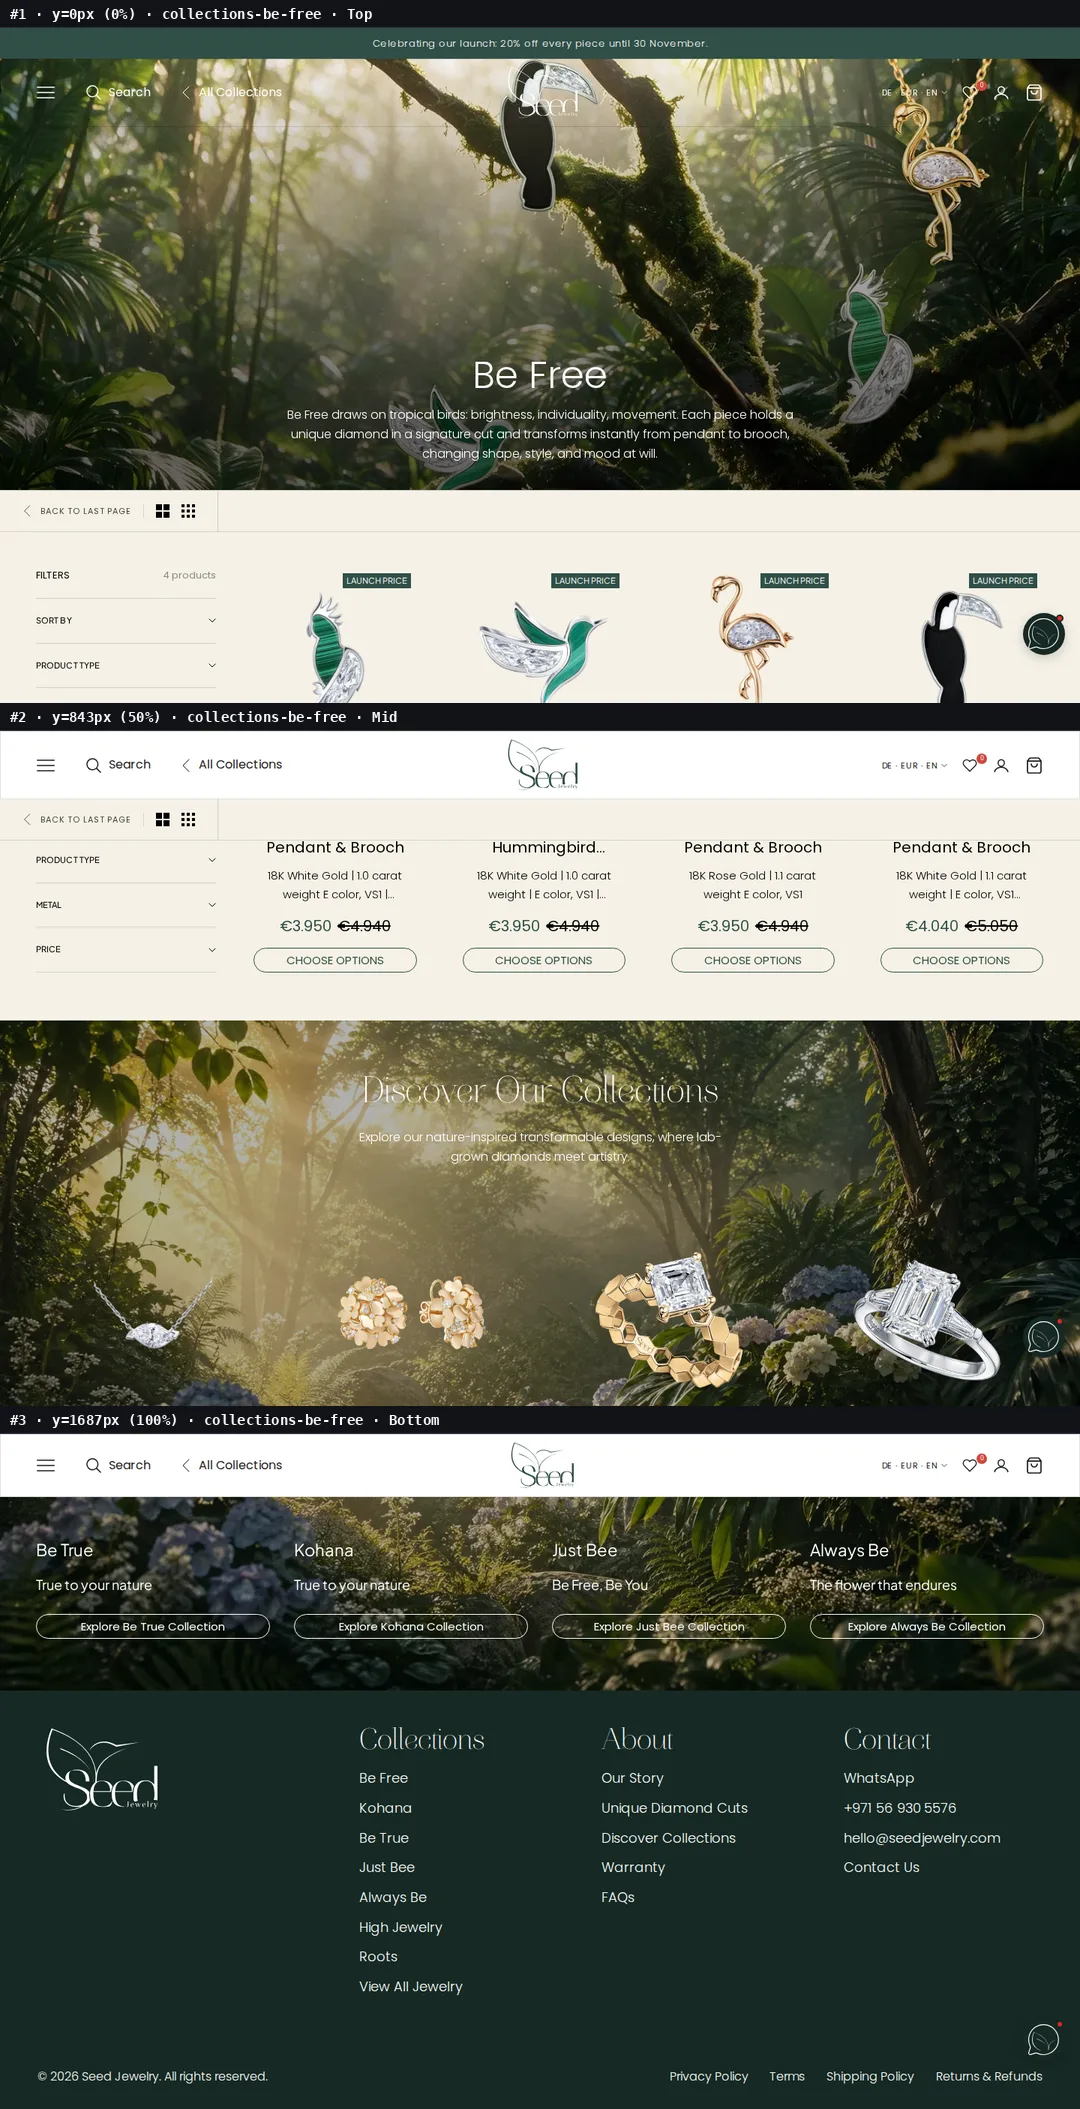 #1 · y=0px (0%) · collections-be-free · Top
Celebrating our launch: 20% off every piece until 30 November.
Search
All Collections
Seed
Jewelry
DE · EUR · EN
0
Be Free
Be Free draws on tropical birds: brightness, individuality, movement. Each piece holds a
unique diamond in a signature cut and transforms instantly from pendant to brooch,
changing shape, style, and mood at will.
BACK TO LAST PAGE
FILTERS
4 products
SORT BY
PRODUCT TYPE
LAUNCH PRICE
LAUNCH PRICE
LAUNCH PRICE
LAUNCH PRICE
#2 · y=843px (50%) · collections-be-free · Mid
Search
All Collections
Seed
Jewelry
DE · EUR · EN
0
BACK TO LAST PAGE
PRODUCT TYPE
METAL
PRICE
Pendant & Brooch
18K White Gold | 1.0 carat
weight E color, VS1 |...
€3.950 €4.940
CHOOSE OPTIONS
Hummingbird...
18K White Gold | 1.0 carat
weight | E color, VS1 |...
€3.950 €4.940
CHOOSE OPTIONS
Pendant & Brooch
18K Rose Gold | 1.1 carat
weight E color, VS1
€3.950 €4.940
CHOOSE OPTIONS
Pendant & Brooch
18K White Gold | 1.1 carat
weight | E color, VS1...
€4.040 €5.050
CHOOSE OPTIONS
Discover Our Collections
Explore our nature-inspired transformable designs, where lab-
grown diamonds meet artistry.
#3 · y=1687px (100%) · collections-be-free · Bottom
Search
All Collections
Seed
Jewelry
DE · EUR · EN
0
Be True
True to your nature
Explore Be True Collection
Kohana
True to your nature
Explore Kohana Collection
Just Bee
Be Free, Be You
Explore Just Bee Collection
Always Be
The flower that endures
Explore Always Be Collection
Seed
Jewelry
Collections
Be Free
Kohana
Be True
Just Bee
Always Be
High Jewelry
Roots
View All Jewelry
About
Our Story
Unique Diamond Cuts
Discover Collections
Warranty
FAQs
Contact
WhatsApp
+971 56 930 5576
hello@seedjewelry.com
Contact Us
© 2026 Seed Jewelry. All rights reserved.
Privacy Policy
Terms
Shipping Policy
Returns & Refunds